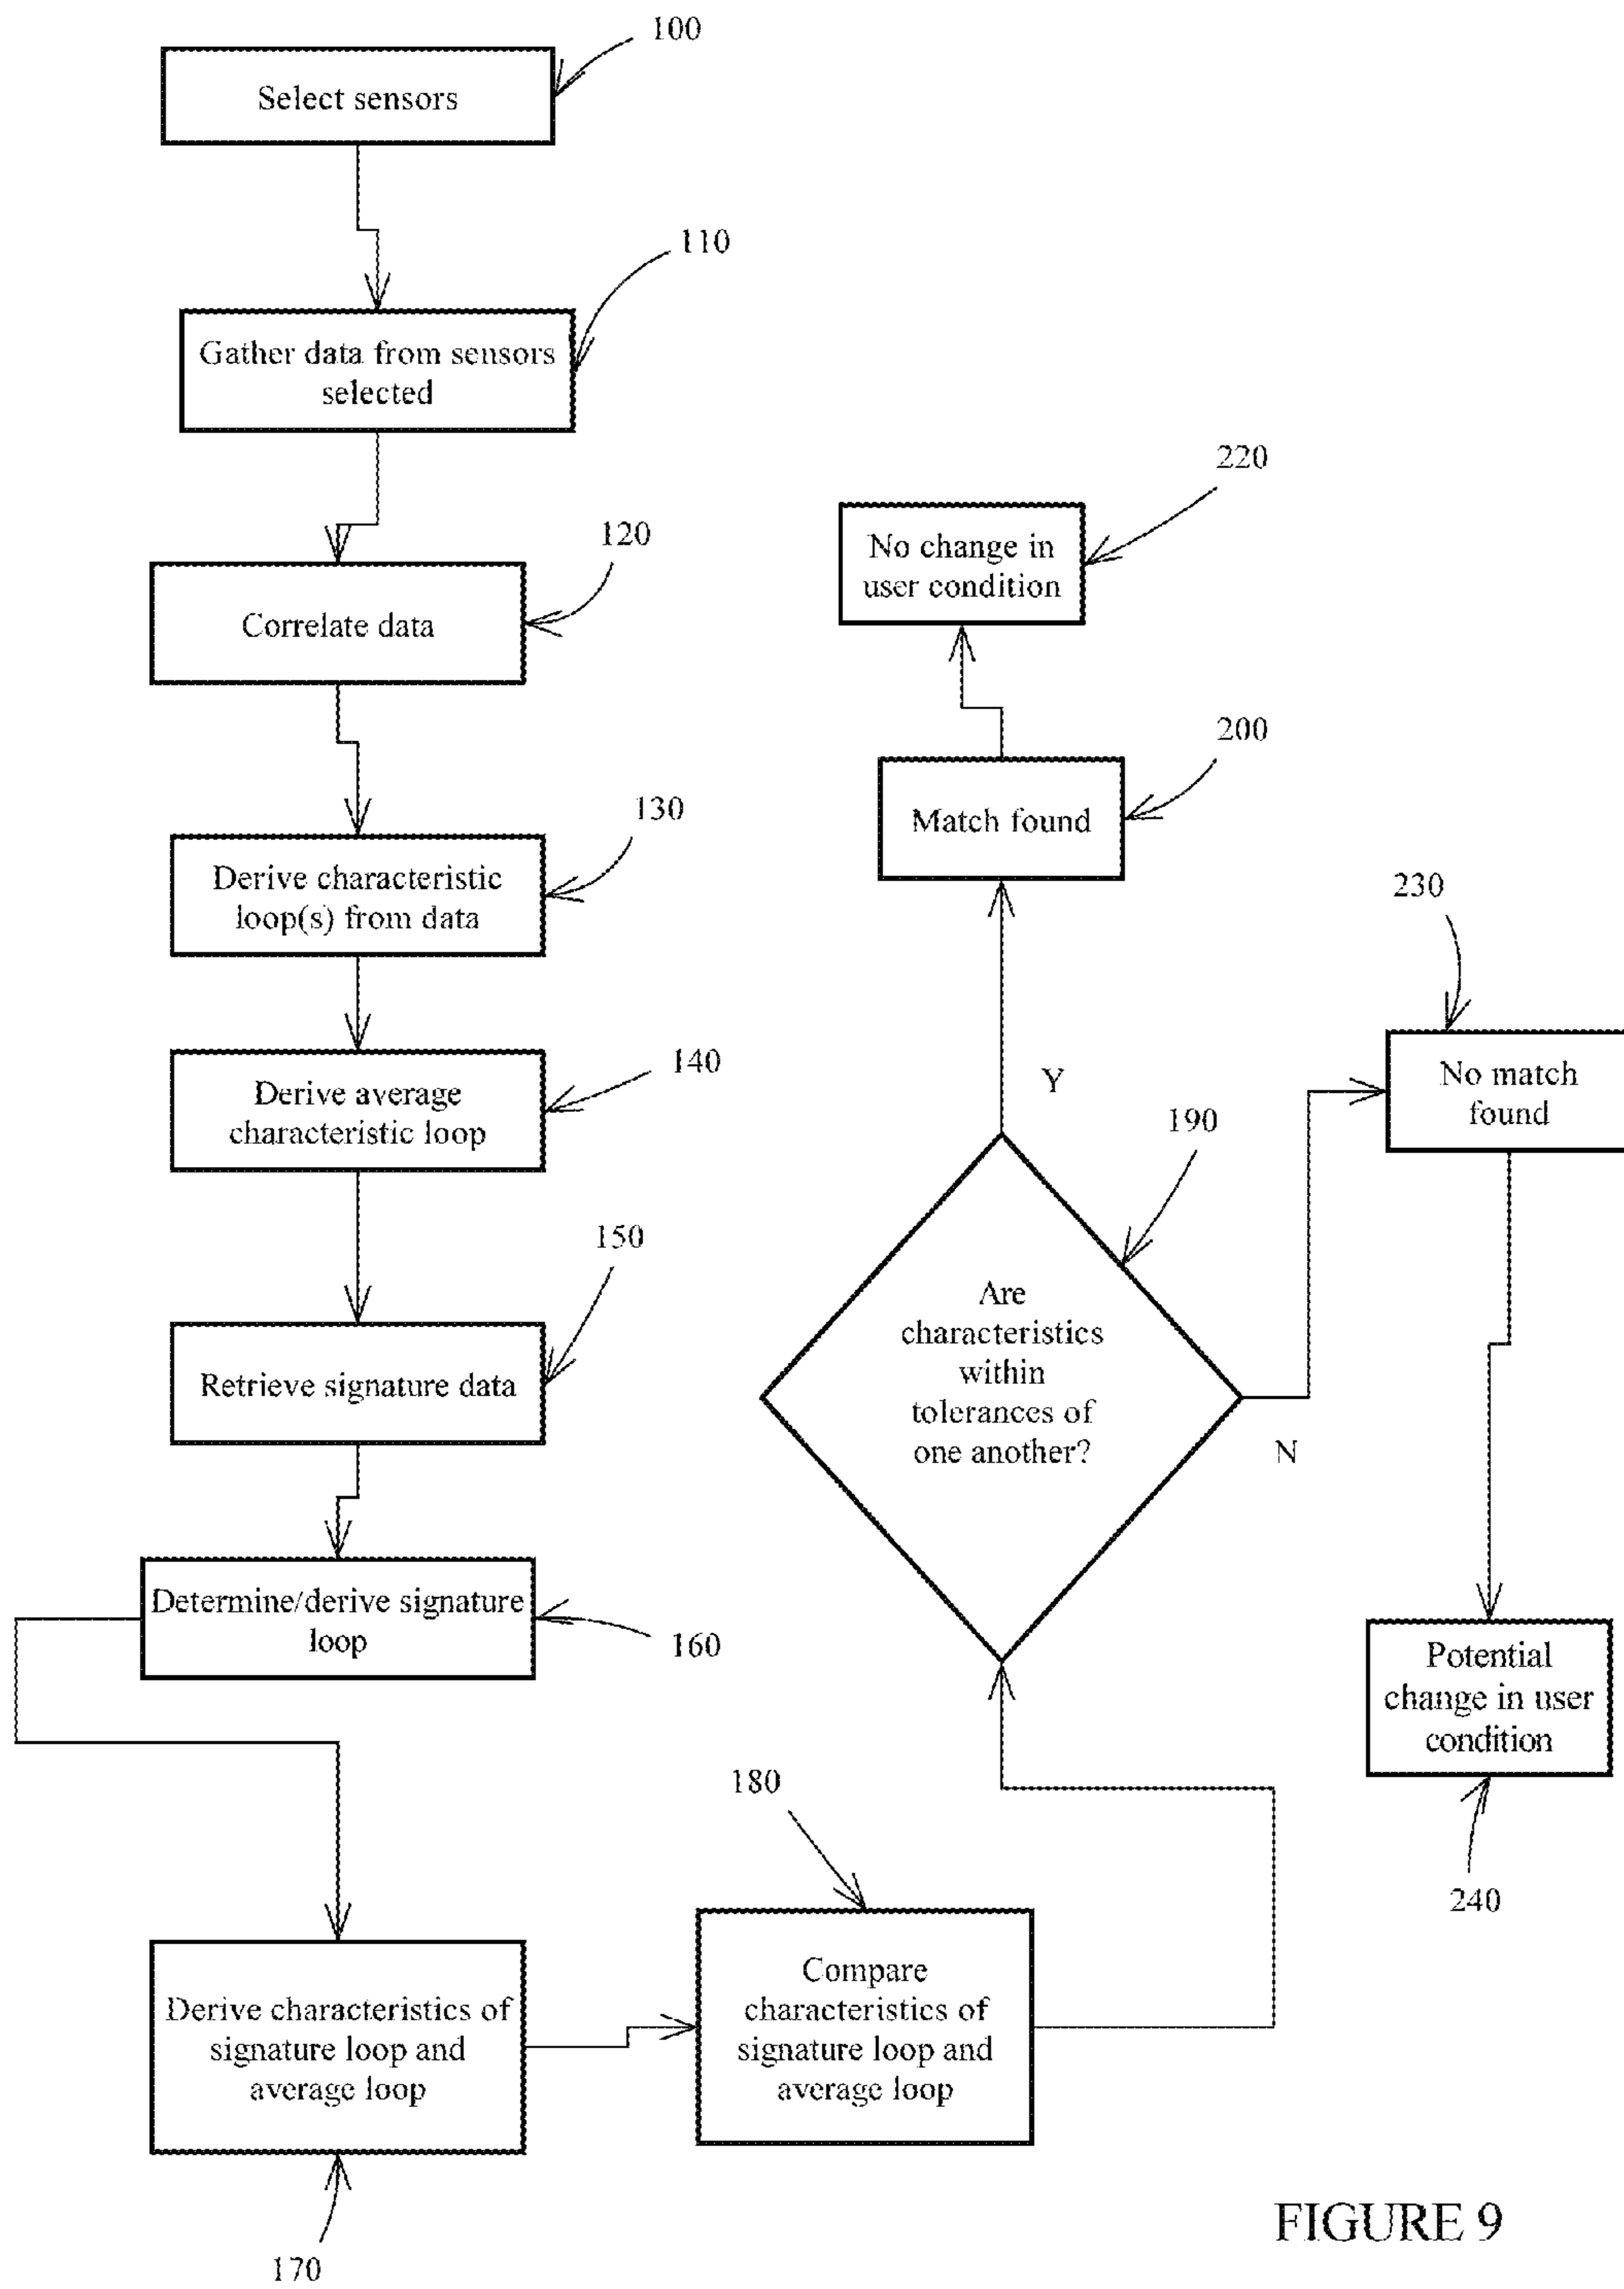 100
Select sensors
110
Gather data from sensors
selected
120
Correlate data
130
Derive characteristic
loop(s) from data
140
Derive average
characteristic loop
150
Retrieve signature data
Determine/derive signature
loop
160
Derive characteristics of
signature loop and
average loop
170
180
Compare
characteristics of
signature loop and
average loop
190
Are
characteristics
within
tolerances of
one another?
Y
N
200
Match found
220
No change in
user condition
230
No match
found
Potential
change in user
condition
240
FIGURE 9